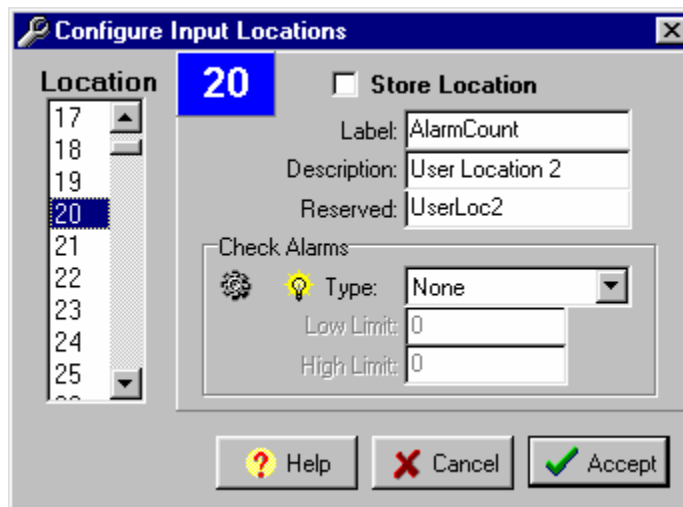 Configure Input Locations
Location
17
18
19
20
21
22
23
24
25
20
Store Location
Label: AlarmCount
Description: User Location 2
Reserved: UserLoc2
Check Alarms
Type: None
Low Limit: 0
High Limit: 0
? Help
Cancel
Accept